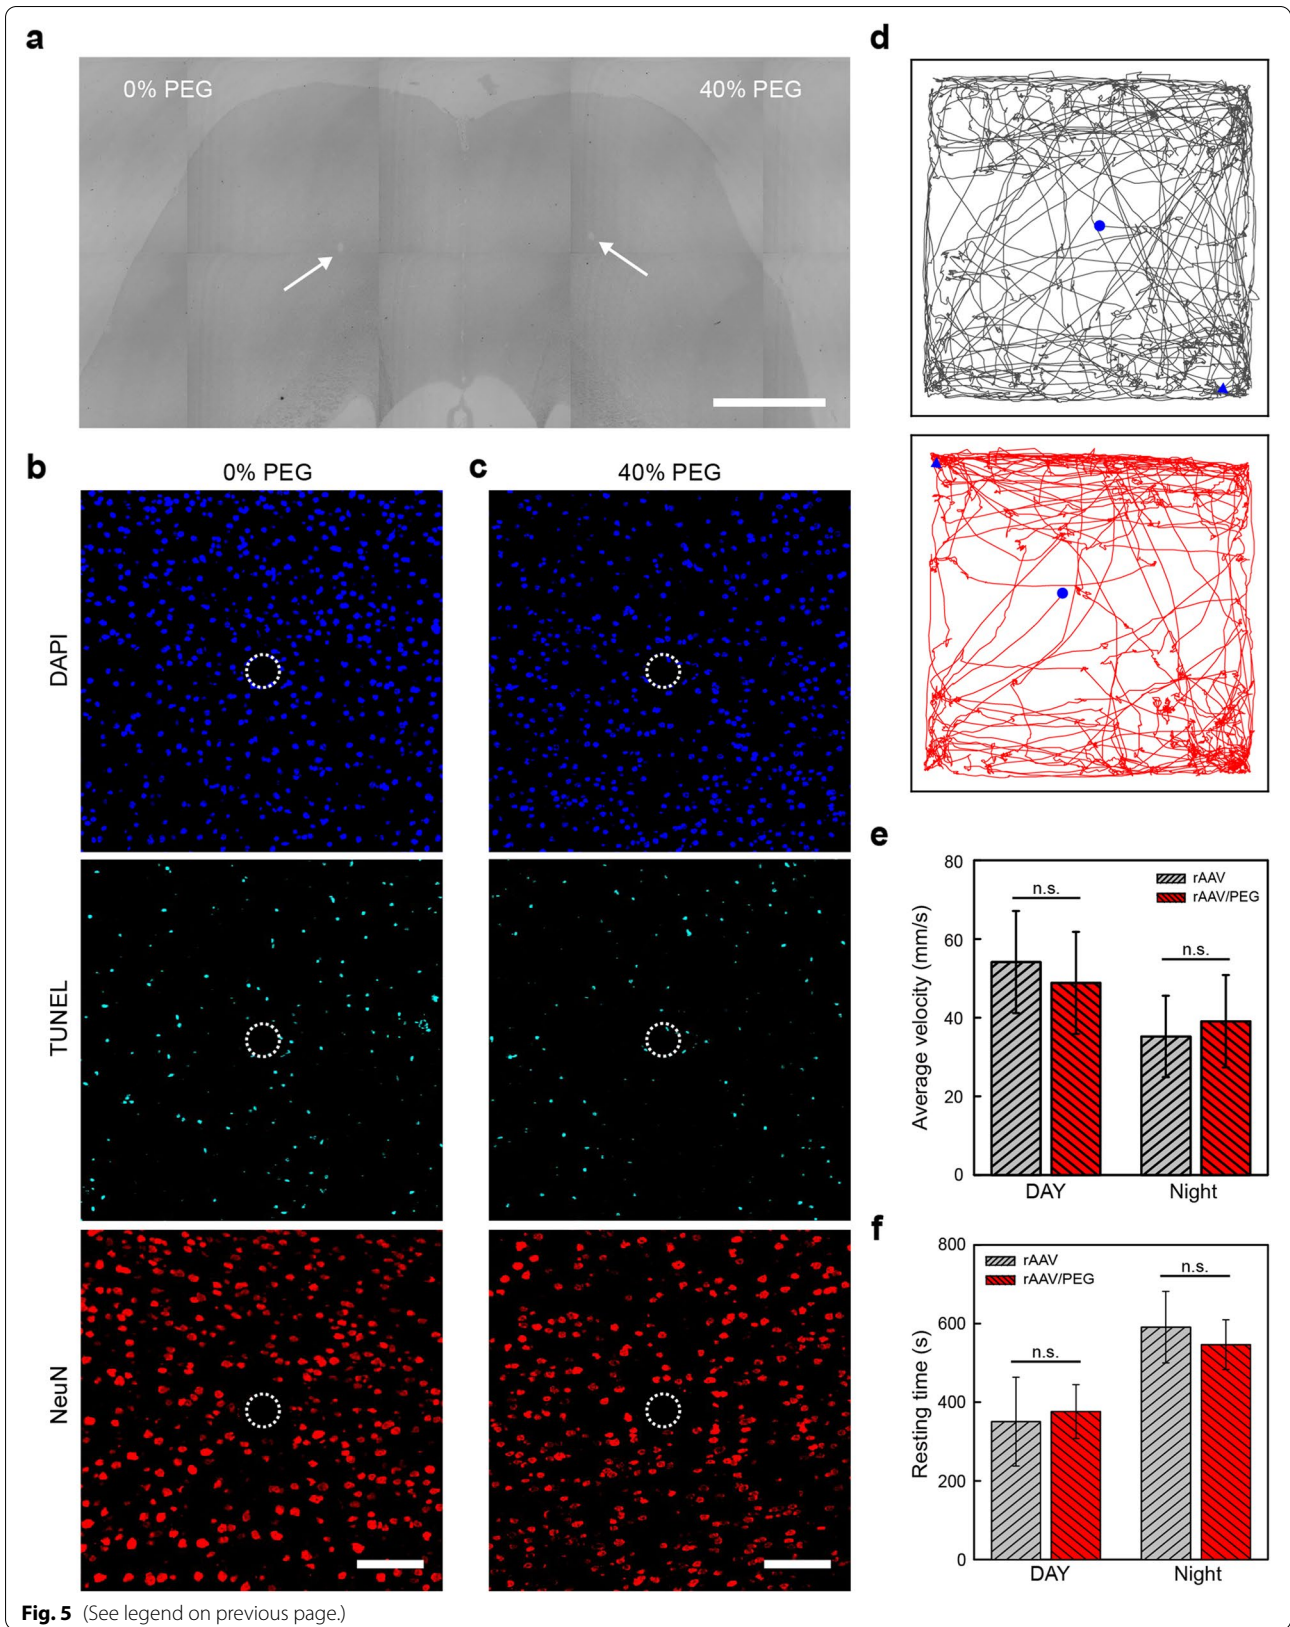 a
0% PEG
40% PEG
b
0% PEG
c
40% PEG
DAPI
TUNEL
NeuN
d
e
80
60
40
20
0
Average velocity (mm/s)
rAAV
rAAV/PEG
n.s.
n.s.
DAY
Night
f
800
600
400
200
0
Resting time (s)
rAAV
rAAV/PEG
n.s.
n.s.
DAY
Night
Fig. 5 (See legend on previous page.)